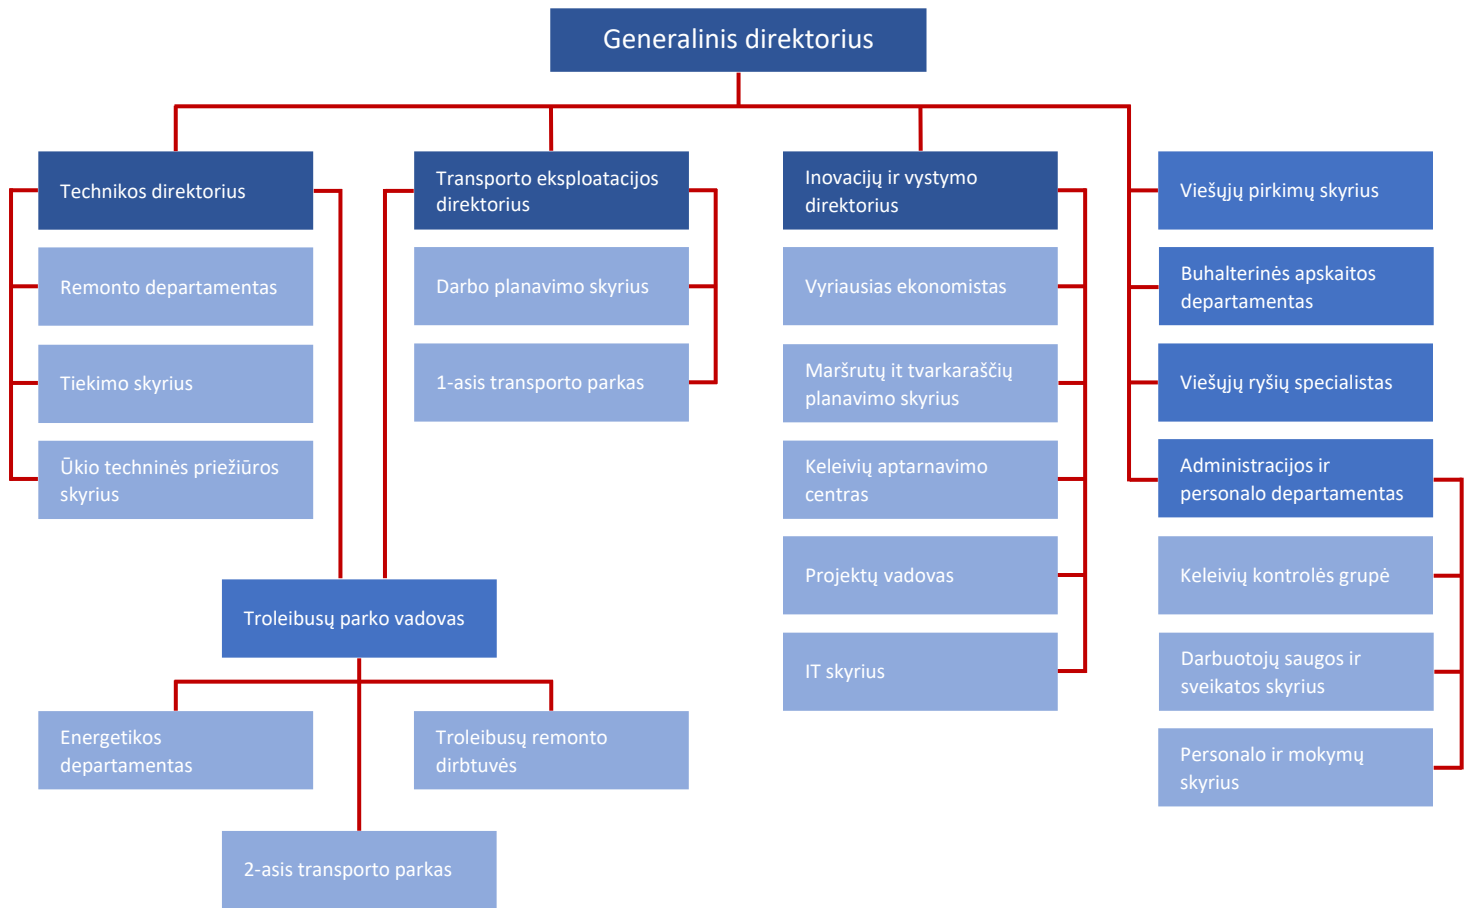 Generalinis direktorius
Technikos direktorius
Remonto departamentas
Tiekimo skyrius
Ūkio techninės priežiūros
skyrius
Transporto eksploatacijos
direktorius
Darbo planavimo skyrius
1-asis transporto parkas
Troleibusų parko vadovas
Energetikos
departamentas
Troleibusų remonto
dirbtuvės
2-asis transporto parkas
Inovacijų ir vystymo
direktorius
Vyriausias ekonomistas
Maršrutų it tvarkaraščių
planavimo skyrius
Keleivių aptarnavimo
centras
Projektų vadovas
IT skyrius
Viešųjų pirkimų skyrius
Buhalterinės apskaitos
departamentas
Viešųjų ryšių specialistas
Administracijos ir
personalo departamentas
Keleivių kontrolės grupė
Darbuotojų saugos ir
sveikatos skyrius
Personalo ir mokymų
skyrius